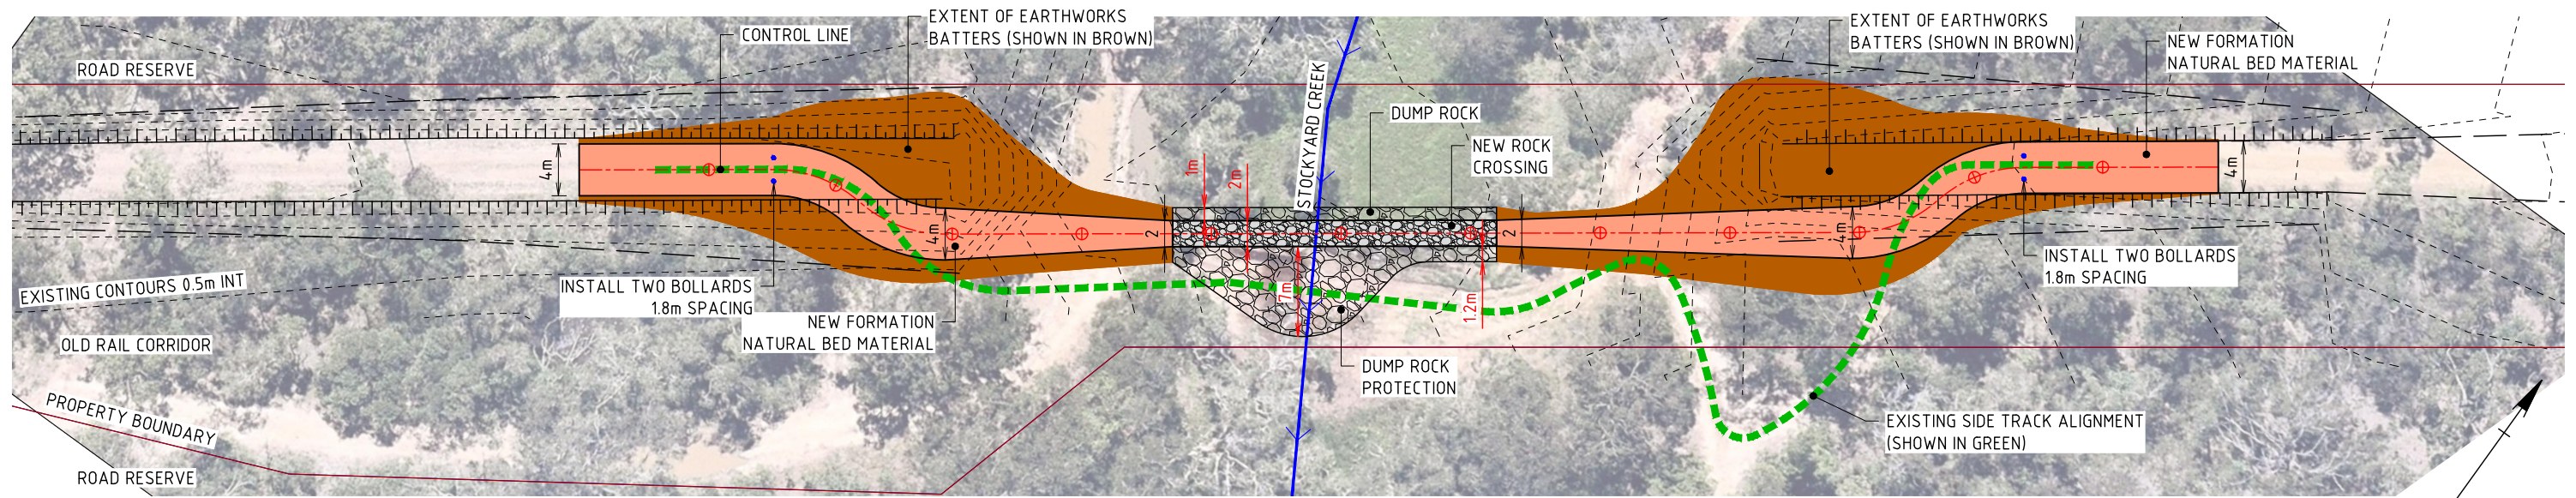 EXTENT OF EARTHWORKS
BATTERS (SHOWN IN BROWN)
CONTROL LINE
ROAD RESERVE
EXTENT OF EARTHWORKS
BATTERS (SHOWN IN BROWN)
NEW FORMATION
NATURAL BED MATERIAL
STOCKYARD CREEK
DUMP ROCK
NEW ROCK
CROSSING
4m
1m
2m
4m
4m
2
2
4m
7m
1.2m
EXISTING CONTOURS 0.5m INT
INSTALL TWO BOLLARDS
1.8m SPACING
NEW FORMATION
NATURAL BED MATERIAL
INSTALL TWO BOLLARDS
1.8m SPACING
OLD RAIL CORRIDOR
DUMP ROCK
PROTECTION
PROPERTY BOUNDARY
EXISTING SIDE TRACK ALIGNMENT
(SHOWN IN GREEN)
ROAD RESERVE